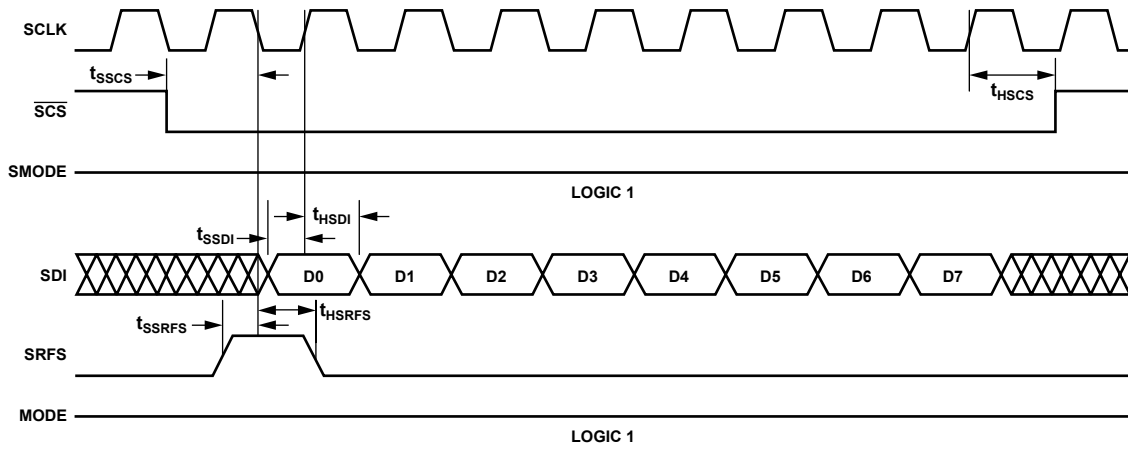 SCLK
tSSCS
tHSCS
SCS
SMODE
LOGIC 1
tHSDI
tSSDI
SDI
D0 D1 D2 D3 D4 D5 D6 D7
tHSRFS
tSSRFS
SRFS
MODE
LOGIC 1